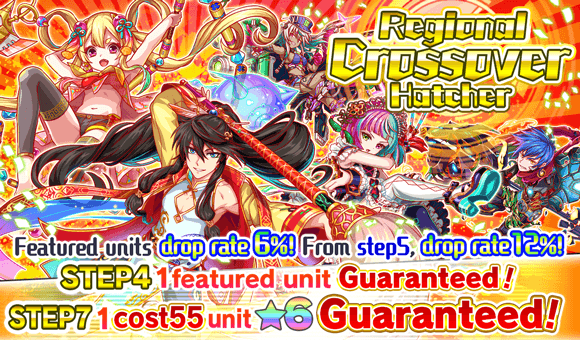 Regional
Crossover
Hatcher
Featured units drop rate 6%! From step5, drop rate 12%!
STEP4 1 featured unit Guaranteed!
STEP7 1 cost55 unit ★6 Guaranteed!